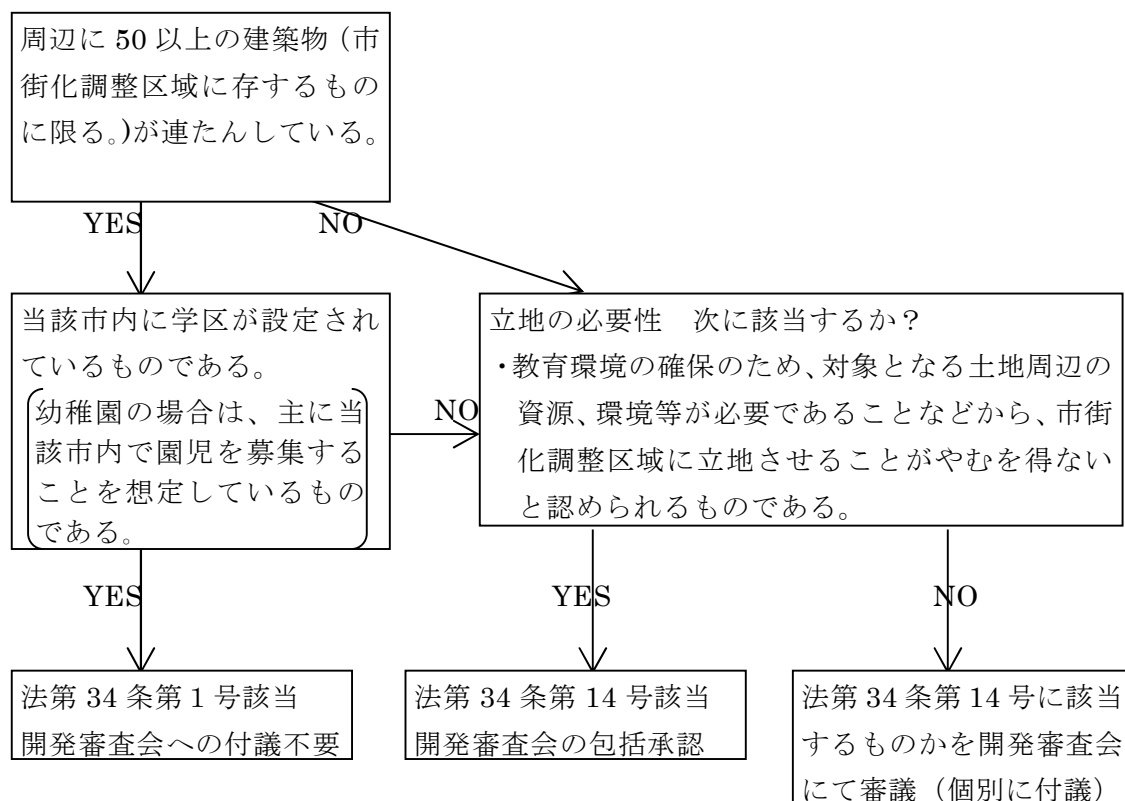 周辺に 50 以上の建築物（市
街化調整区域に存するもの
に限る。)が連たんしている。
YES
NO
当該市内に学区が設定され
ているものである。
幼稚園の場合は、主に当
該市内で園児を募集する
ことを想定しているもの
である。
NO
立地の必要性　次に該当するか？
・教育環境の確保のため、対象となる土地周辺の
資源、環境等が必要であることなどから、市街
化調整区域に立地させることがやむを得ない
と認められるものである。
YES
YES
NO
法第 34 条第 1 号該当
開発審査会への付議不要
法第 34 条第 14 号該当
開発審査会の包括承認
法第 34 条第 14 号に該当
するものかを開発審査会
にて審議（個別に付議）